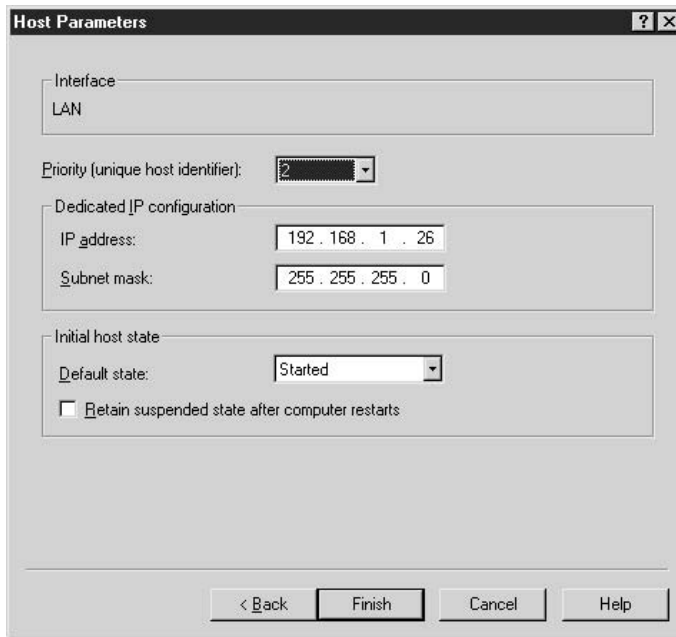 Host Parameters
Interface
LAN
Priority (unique host identifier): 2
Dedicated IP configuration
IP address: 192 . 168 . 1 . 26
Subnet mask: 255 . 255 . 255 . 0
Initial host state
Default state: Started
Retain suspended state after computer restarts
< Back Finish Cancel Help